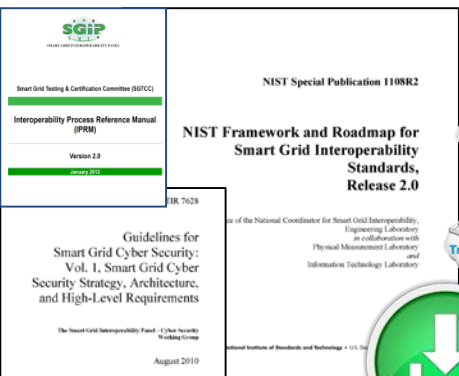 SGiP
SMART GRID INTEROPERABILITY PANEL
Smart Grid Testing & Certification Committee (SGTCC)
Interoperability Process Reference Manual
(IPRM)
Version 2.0
January 2012
NIST Special Publication 1108R2
NIST Framework and Roadmap for
Smart Grid Interoperability
Standards,
Release 2.0
of the National Coordinator for Smart Grid Interoperability,
Engineering Laboratory
in collaboration with
Physical Measurement Laboratory
and
Information Technology Laboratory
Institute of Standards and Technology • U.S.
IR 7628
Guidelines for
Smart Grid Cyber Security:
Vol. 1, Smart Grid Cyber
Security Strategy, Architecture,
and High-Level Requirements
The Smart Grid Interoperability Panel – Cyber Security
Working Group
August 2010